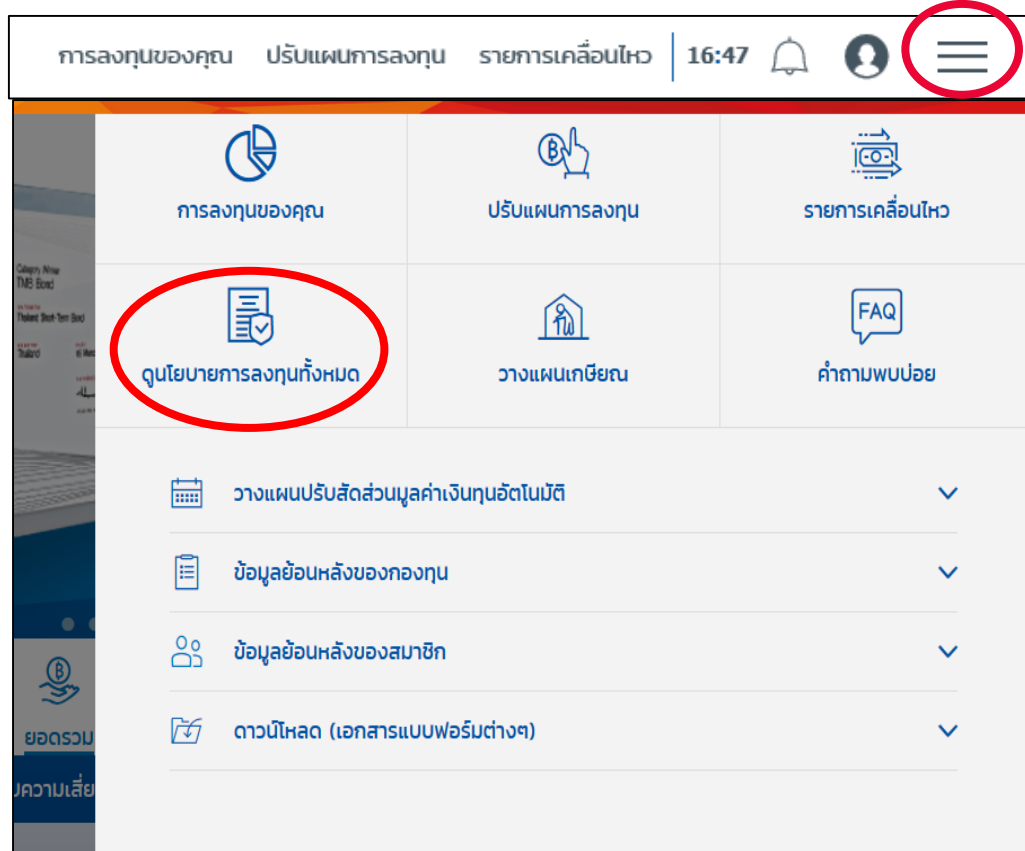 การลงทุนของคุณ ปรับแผนการลงทุน รายการเคลื่อนไหว 16:47
การลงทุนของคุณ ปรับแผนการลงทุน รายการเคลื่อนไหว
TMB Bond
Thailand
FAQ
ดูนโยบายการลงทุนทั้งหมด วางแผนเกษียณ คำถามพบบ่อย
วางแผนปรับสัดส่วนมูลค่าเงินทุนอัตโนมัติ
ข้อมูลย้อนหลังของกองทุน
ข้อมูลย้อนหลังของสมาชิก
ดาวน์โหลด (เอกสารแบบฟอร์มต่างๆ)
ยอดรวม